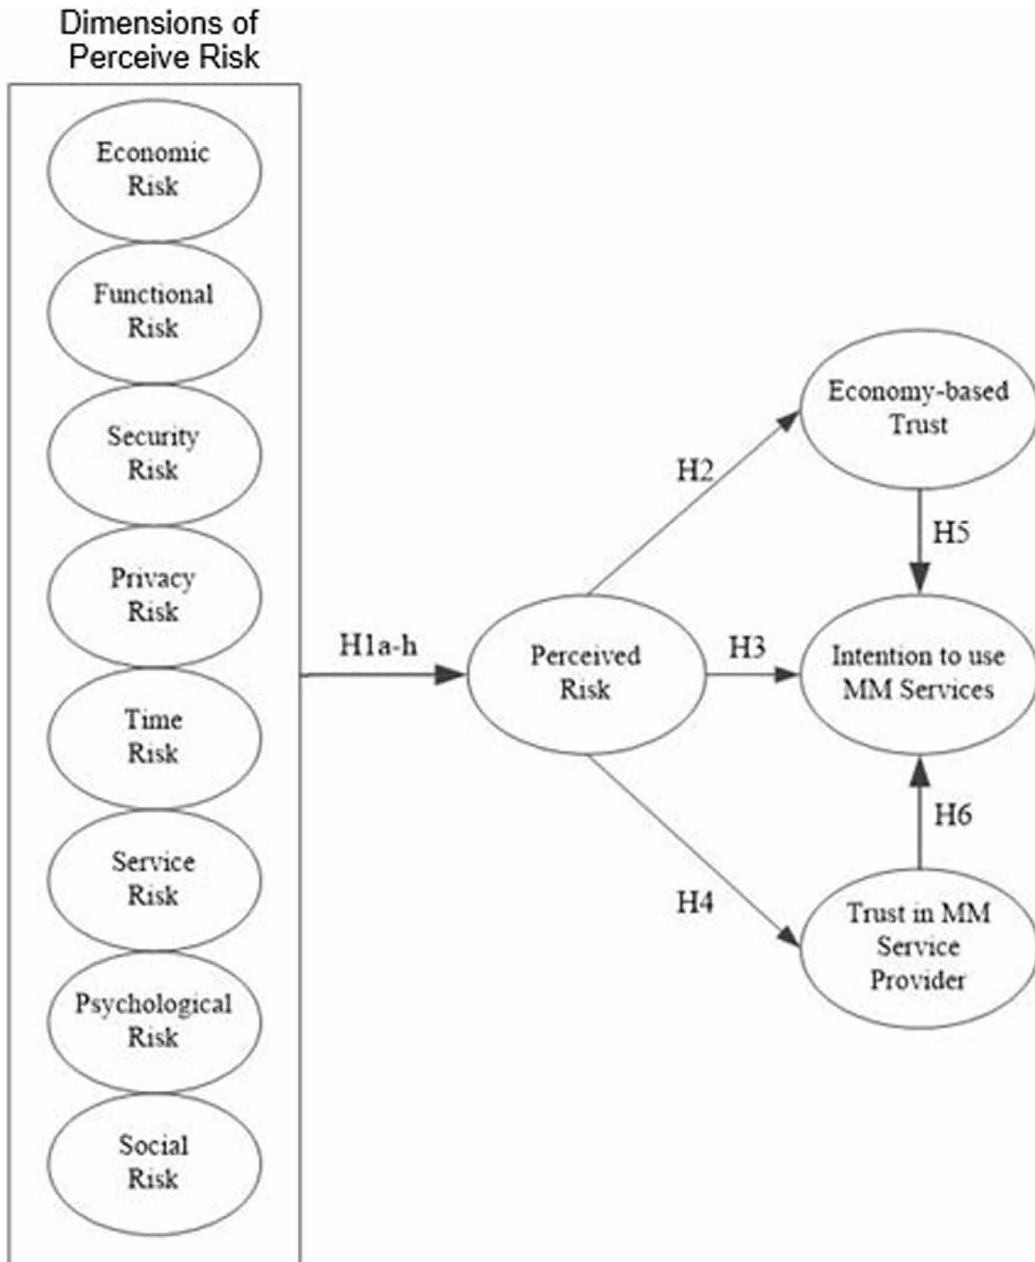 Dimensions of
Perceive Risk
Economic
Risk
Functional
Risk
Security
Risk
Privacy
Risk
Time
Risk
Service
Risk
Psychological
Risk
Social
Risk
H1a-h
Perceived
Risk
H2
H3
H4
Economy-based
Trust
H5
Intention to use
MM Services
H6
Trust in MM
Service
Provider